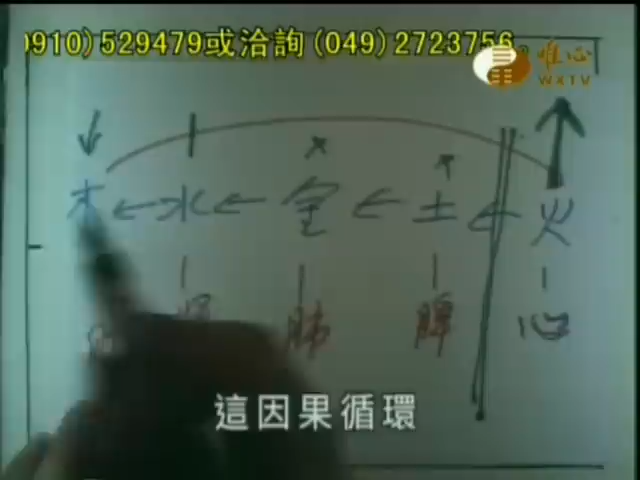 0910)529479或洽詢(049)2723756。
唯心
WXTV
木 ← 水 ← 金 ← 土 ← 火
肺 脾 心
這因果循環